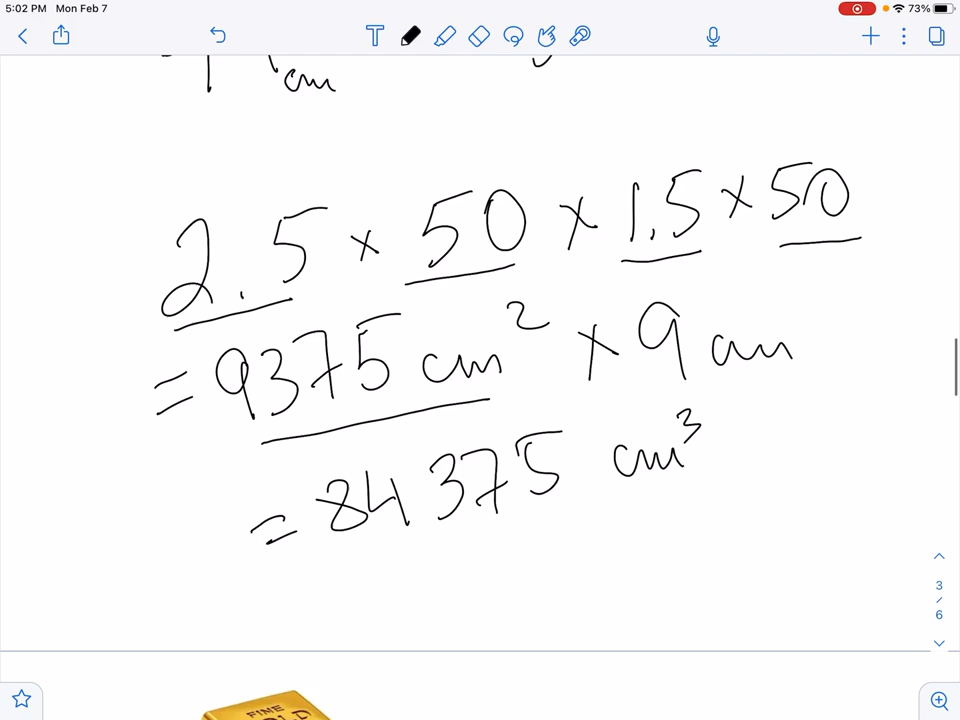 5:02 PM Mon Feb 7 73%
T
cm
2.5 × 50 × 1.5 × 50
= 9375 cm² × 9 cm
= 84375 cm³
3
/
6
FINE